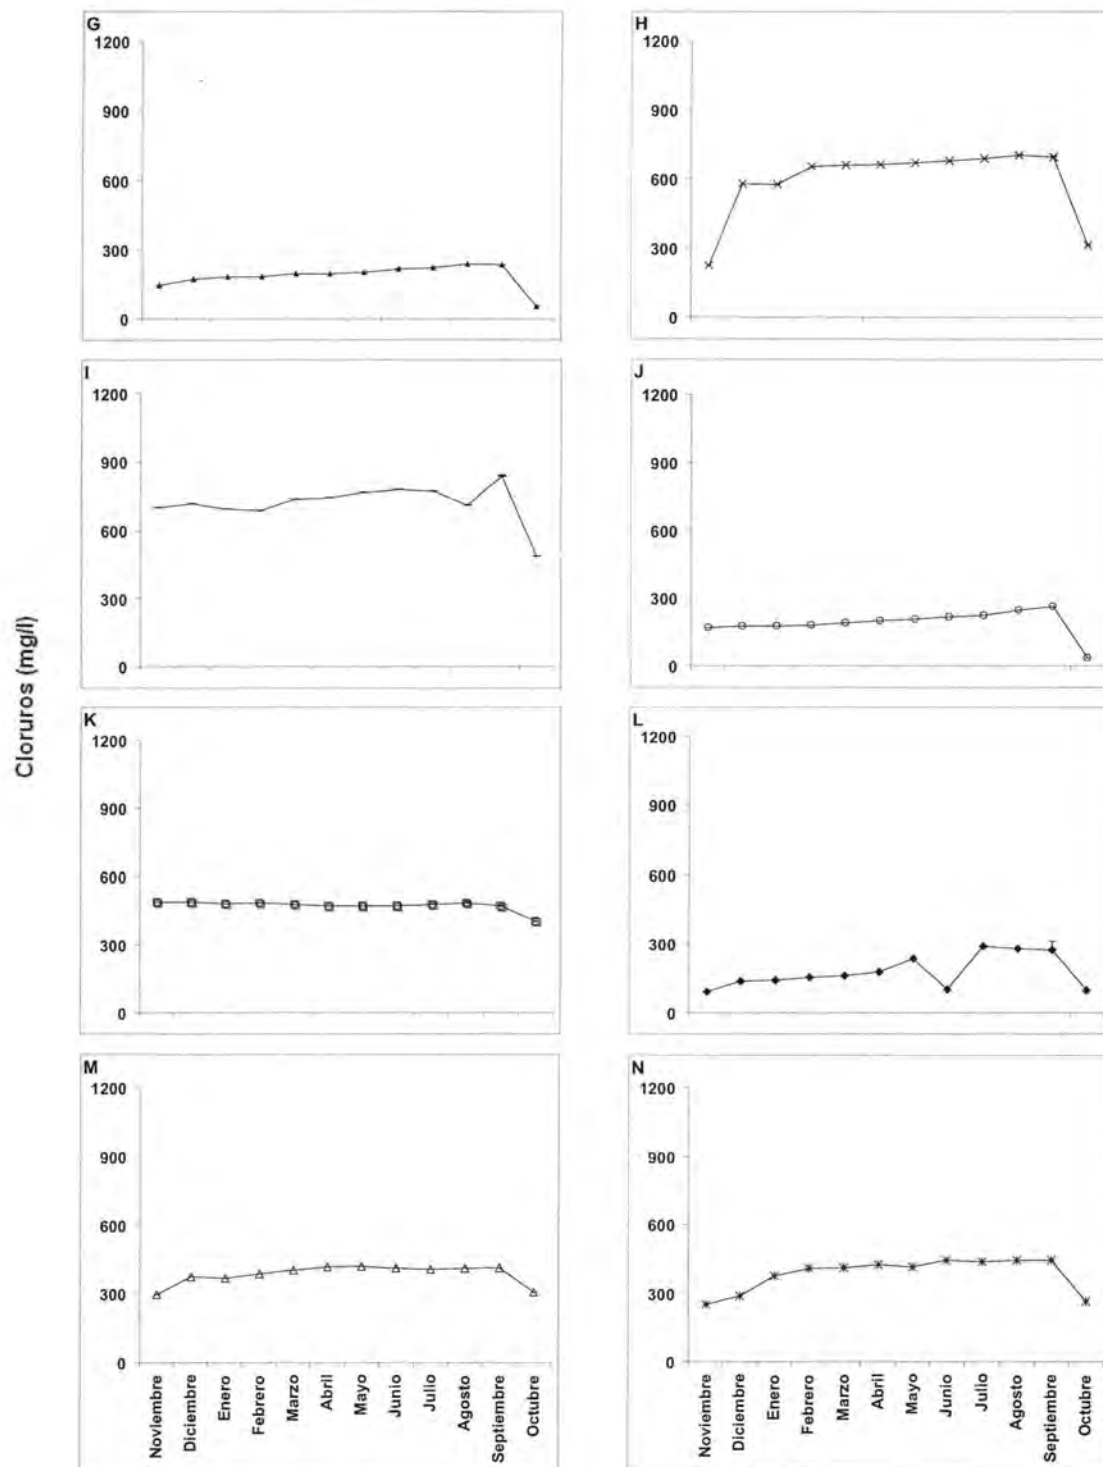 Cloruros (mg/l)
G
1200
900
600
300
0
H
1200
900
600
300
0
I
1200
900
600
300
0
J
1200
900
600
300
0
K
1200
900
600
300
0
L
1200
900
600
300
0
M
1200
900
600
300
0
Noviembre
Diciembre
Enero
Febrero
Marzo
Abril
Mayo
Junio
Julio
Agosto
Septiembre
Octubre
N
1200
900
600
300
0
Noviembre
Diciembre
Enero
Febrero
Marzo
Abril
Mayo
Junio
Julio
Agosto
Septiembre
Octubre